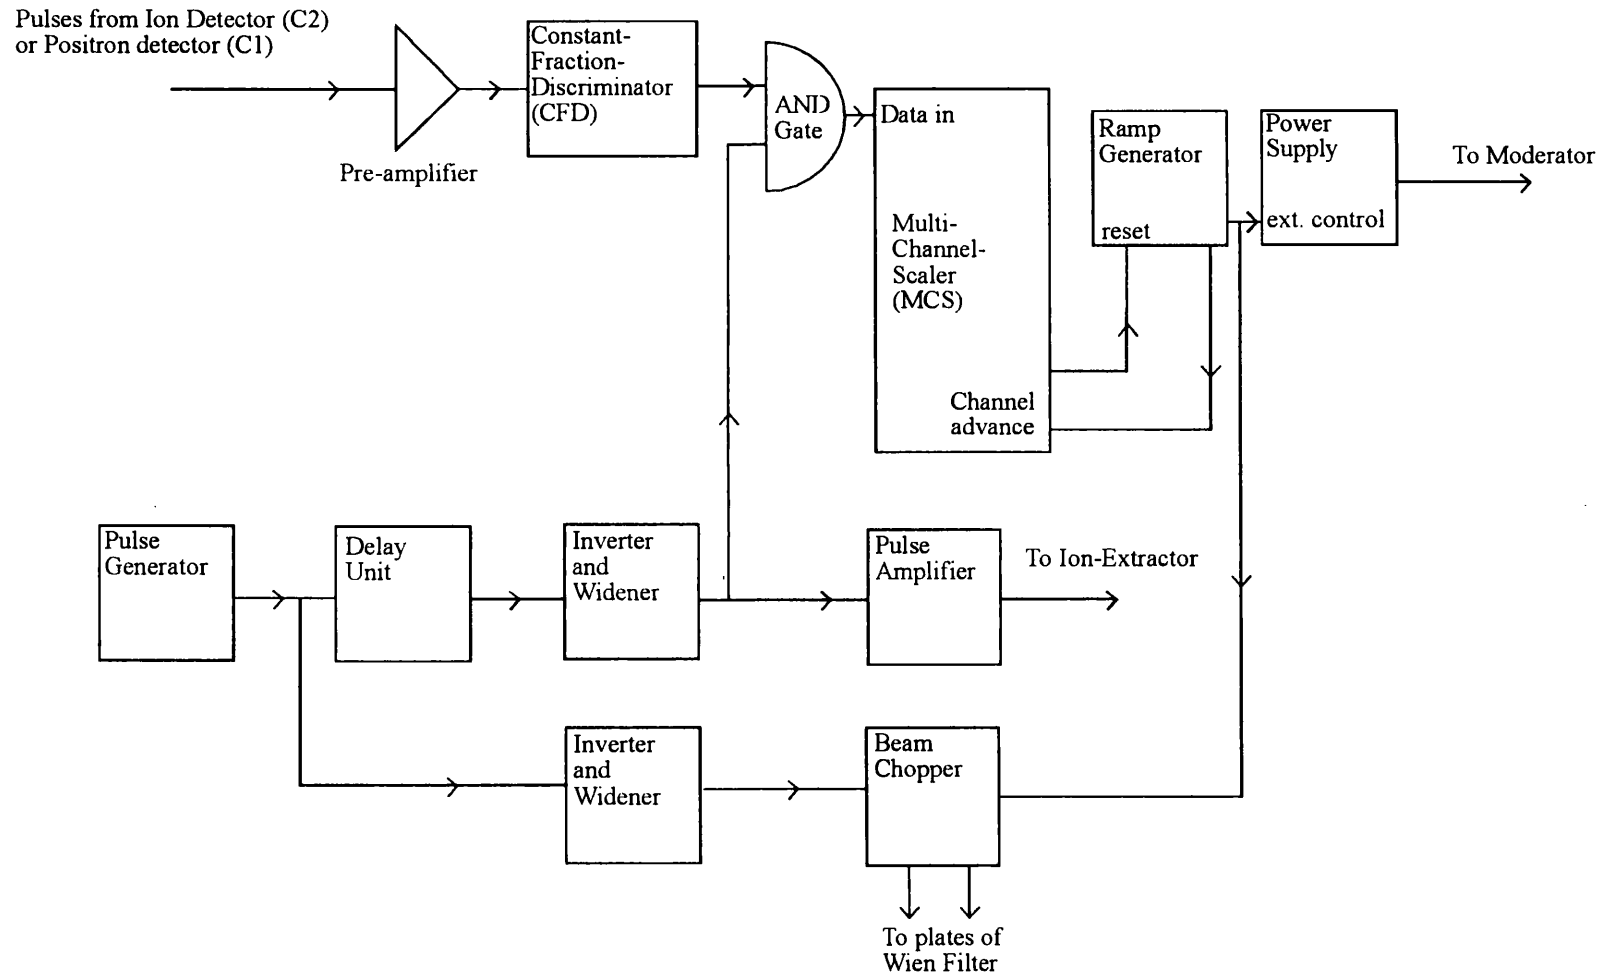 Pulses from Ion Detector (C2)
or Positron detector (C1)
Pre-amplifier
Constant-
Fraction-
Discriminator
(CFD)
AND
Gate
Data in
Multi-
Channel-
Scaler
(MCS)
Channel
advance
Ramp
Generator
reset
Power
Supply
ext. control
To Moderator
Pulse
Generator
Delay
Unit
Inverter
and
Widener
Pulse
Amplifier
To Ion-Extractor
Inverter
and
Widener
Beam
Chopper
To plates of
Wien Filter